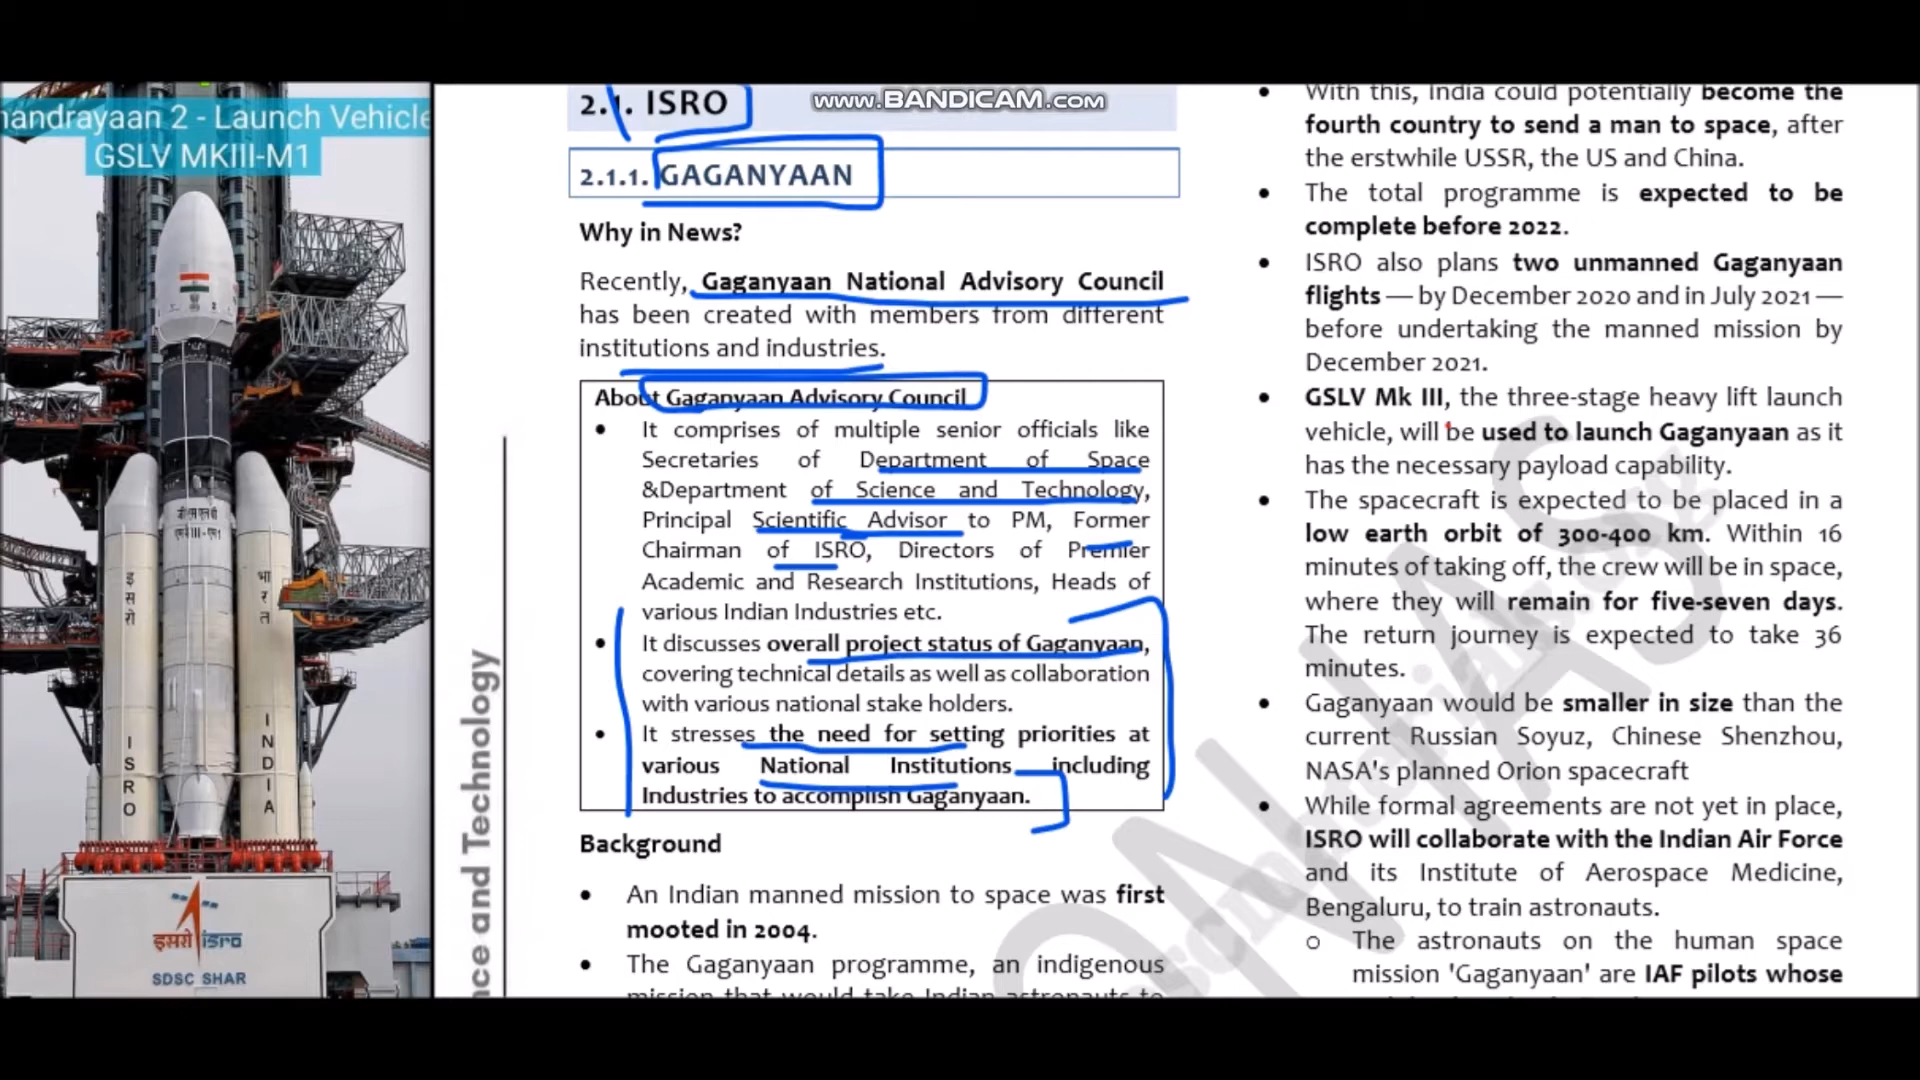 www.BANDICAM.com
handrayaan 2 - Launch Vehicle
GSLV MKIII-M1
इसरो
भारत
ISRO
INDIA
इसरो isro
SDSC SHAR
nce and Technology
2.1. ISRO
2.1.1. GAGANYAAN
Why in News?
Recently, Gaganyaan National Advisory Council
has been created with members from different
institutions and industries.
About Gaganyaan Advisory Council
• It comprises of multiple senior officials like
Secretaries of Department of Space
&Department of Science and Technology,
Principal Scientific Advisor to PM, Former
Chairman of ISRO, Directors of Premier
Academic and Research Institutions, Heads of
various Indian Industries etc.
• It discusses overall project status of Gaganyaan,
covering technical details as well as collaboration
with various national stake holders.
• It stresses the need for setting priorities at
various National Institutions including
Industries to accomplish Gaganyaan.
Background
• An Indian manned mission to space was first
mooted in 2004.
• The Gaganyaan programme, an indigenous
mission that would take Indian astronauts to
• With this, India could potentially become the
fourth country to send a man to space, after
the erstwhile USSR, the US and China.
• The total programme is expected to be
complete before 2022.
• ISRO also plans two unmanned Gaganyaan
flights — by December 2020 and in July 2021 —
before undertaking the manned mission by
December 2021.
• GSLV Mk III, the three-stage heavy lift launch
vehicle, will be used to launch Gaganyaan as it
has the necessary payload capability.
• The spacecraft is expected to be placed in a
low earth orbit of 300-400 km. Within 16
minutes of taking off, the crew will be in space,
where they will remain for five-seven days.
The return journey is expected to take 36
minutes.
• Gaganyaan would be smaller in size than the
current Russian Soyuz, Chinese Shenzhou,
NASA's planned Orion spacecraft
• While formal agreements are not yet in place,
ISRO will collaborate with the Indian Air Force
and its Institute of Aerospace Medicine,
Bengaluru, to train astronauts.
o The astronauts on the human space
mission 'Gaganyaan' are IAF pilots whose